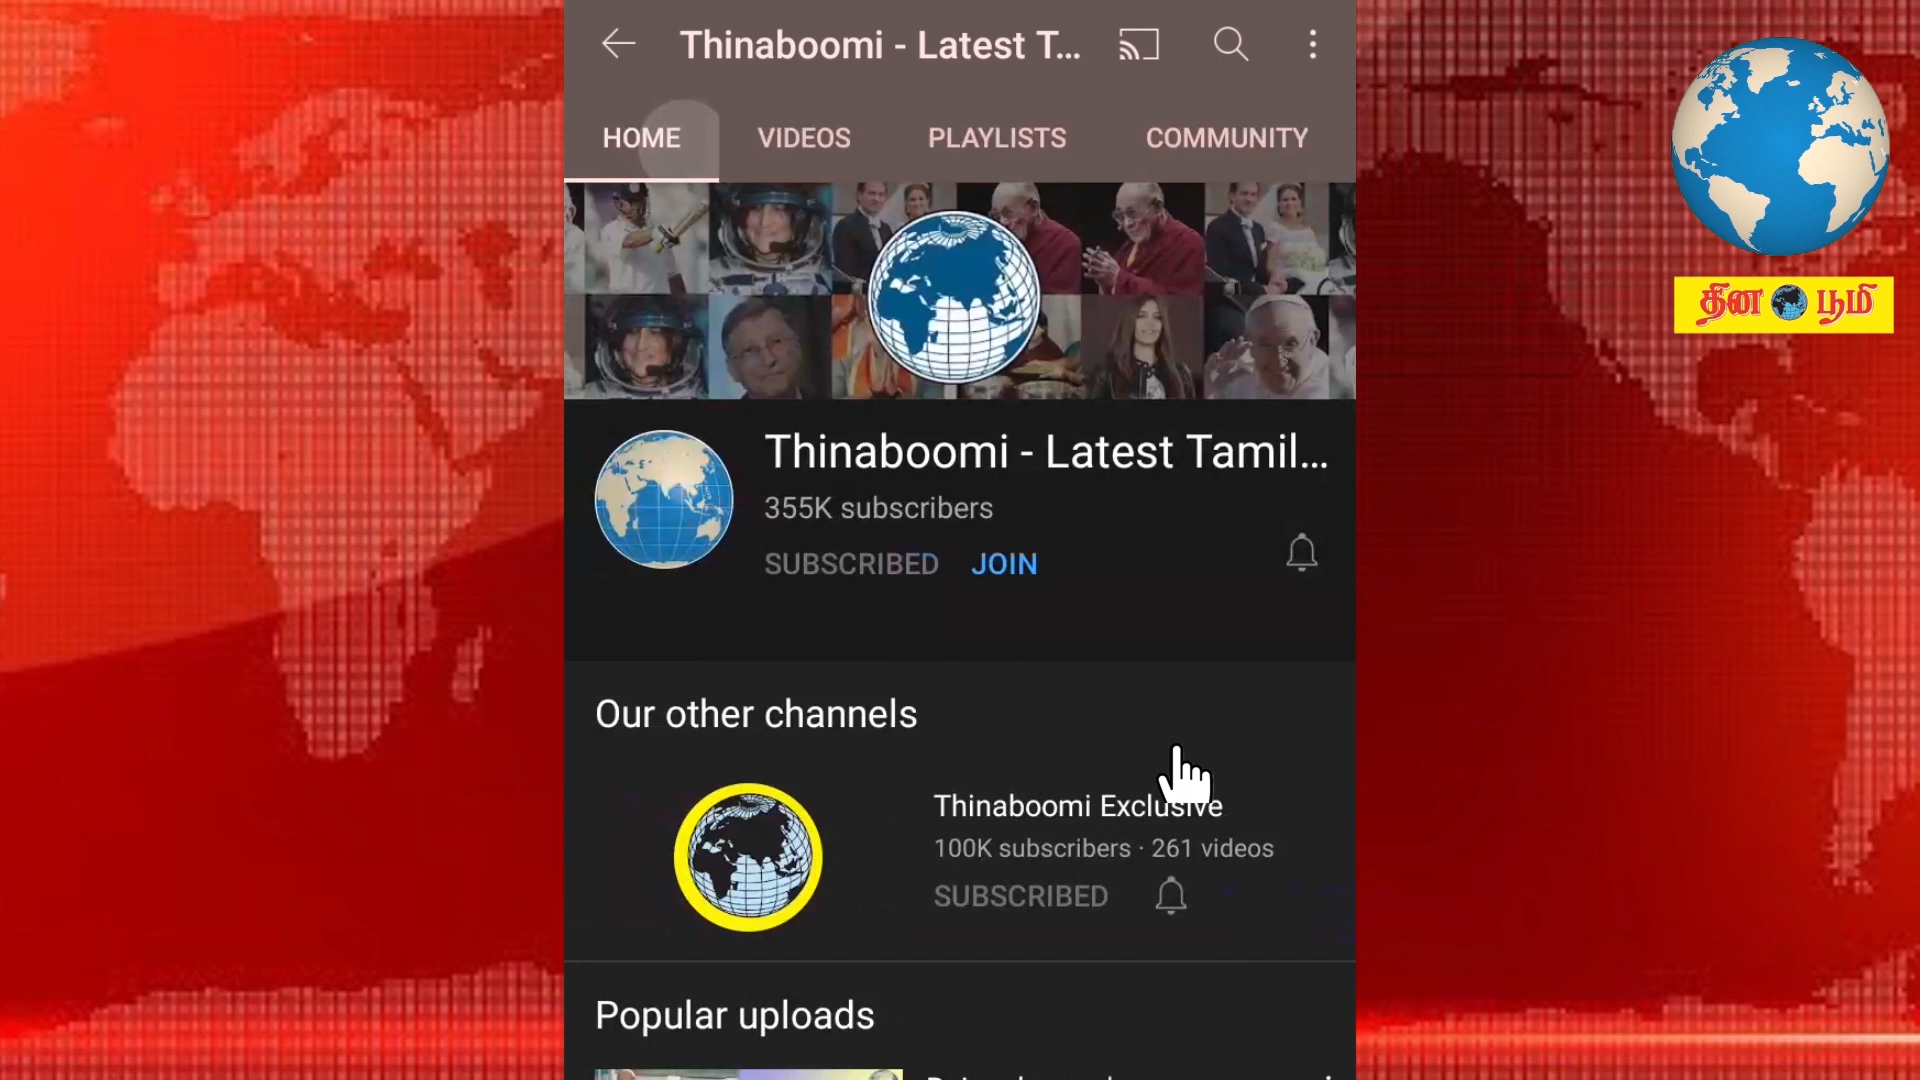 Thinaboomi - Latest T...
HOME
VIDEOS
PLAYLISTS
COMMUNITY
தின பூமி
Thinaboomi - Latest Tamil...
355K subscribers
SUBSCRIBED
JOIN
Our other channels
Thinaboomi Exclusive
100K subscribers · 261 videos
SUBSCRIBED
Popular uploads